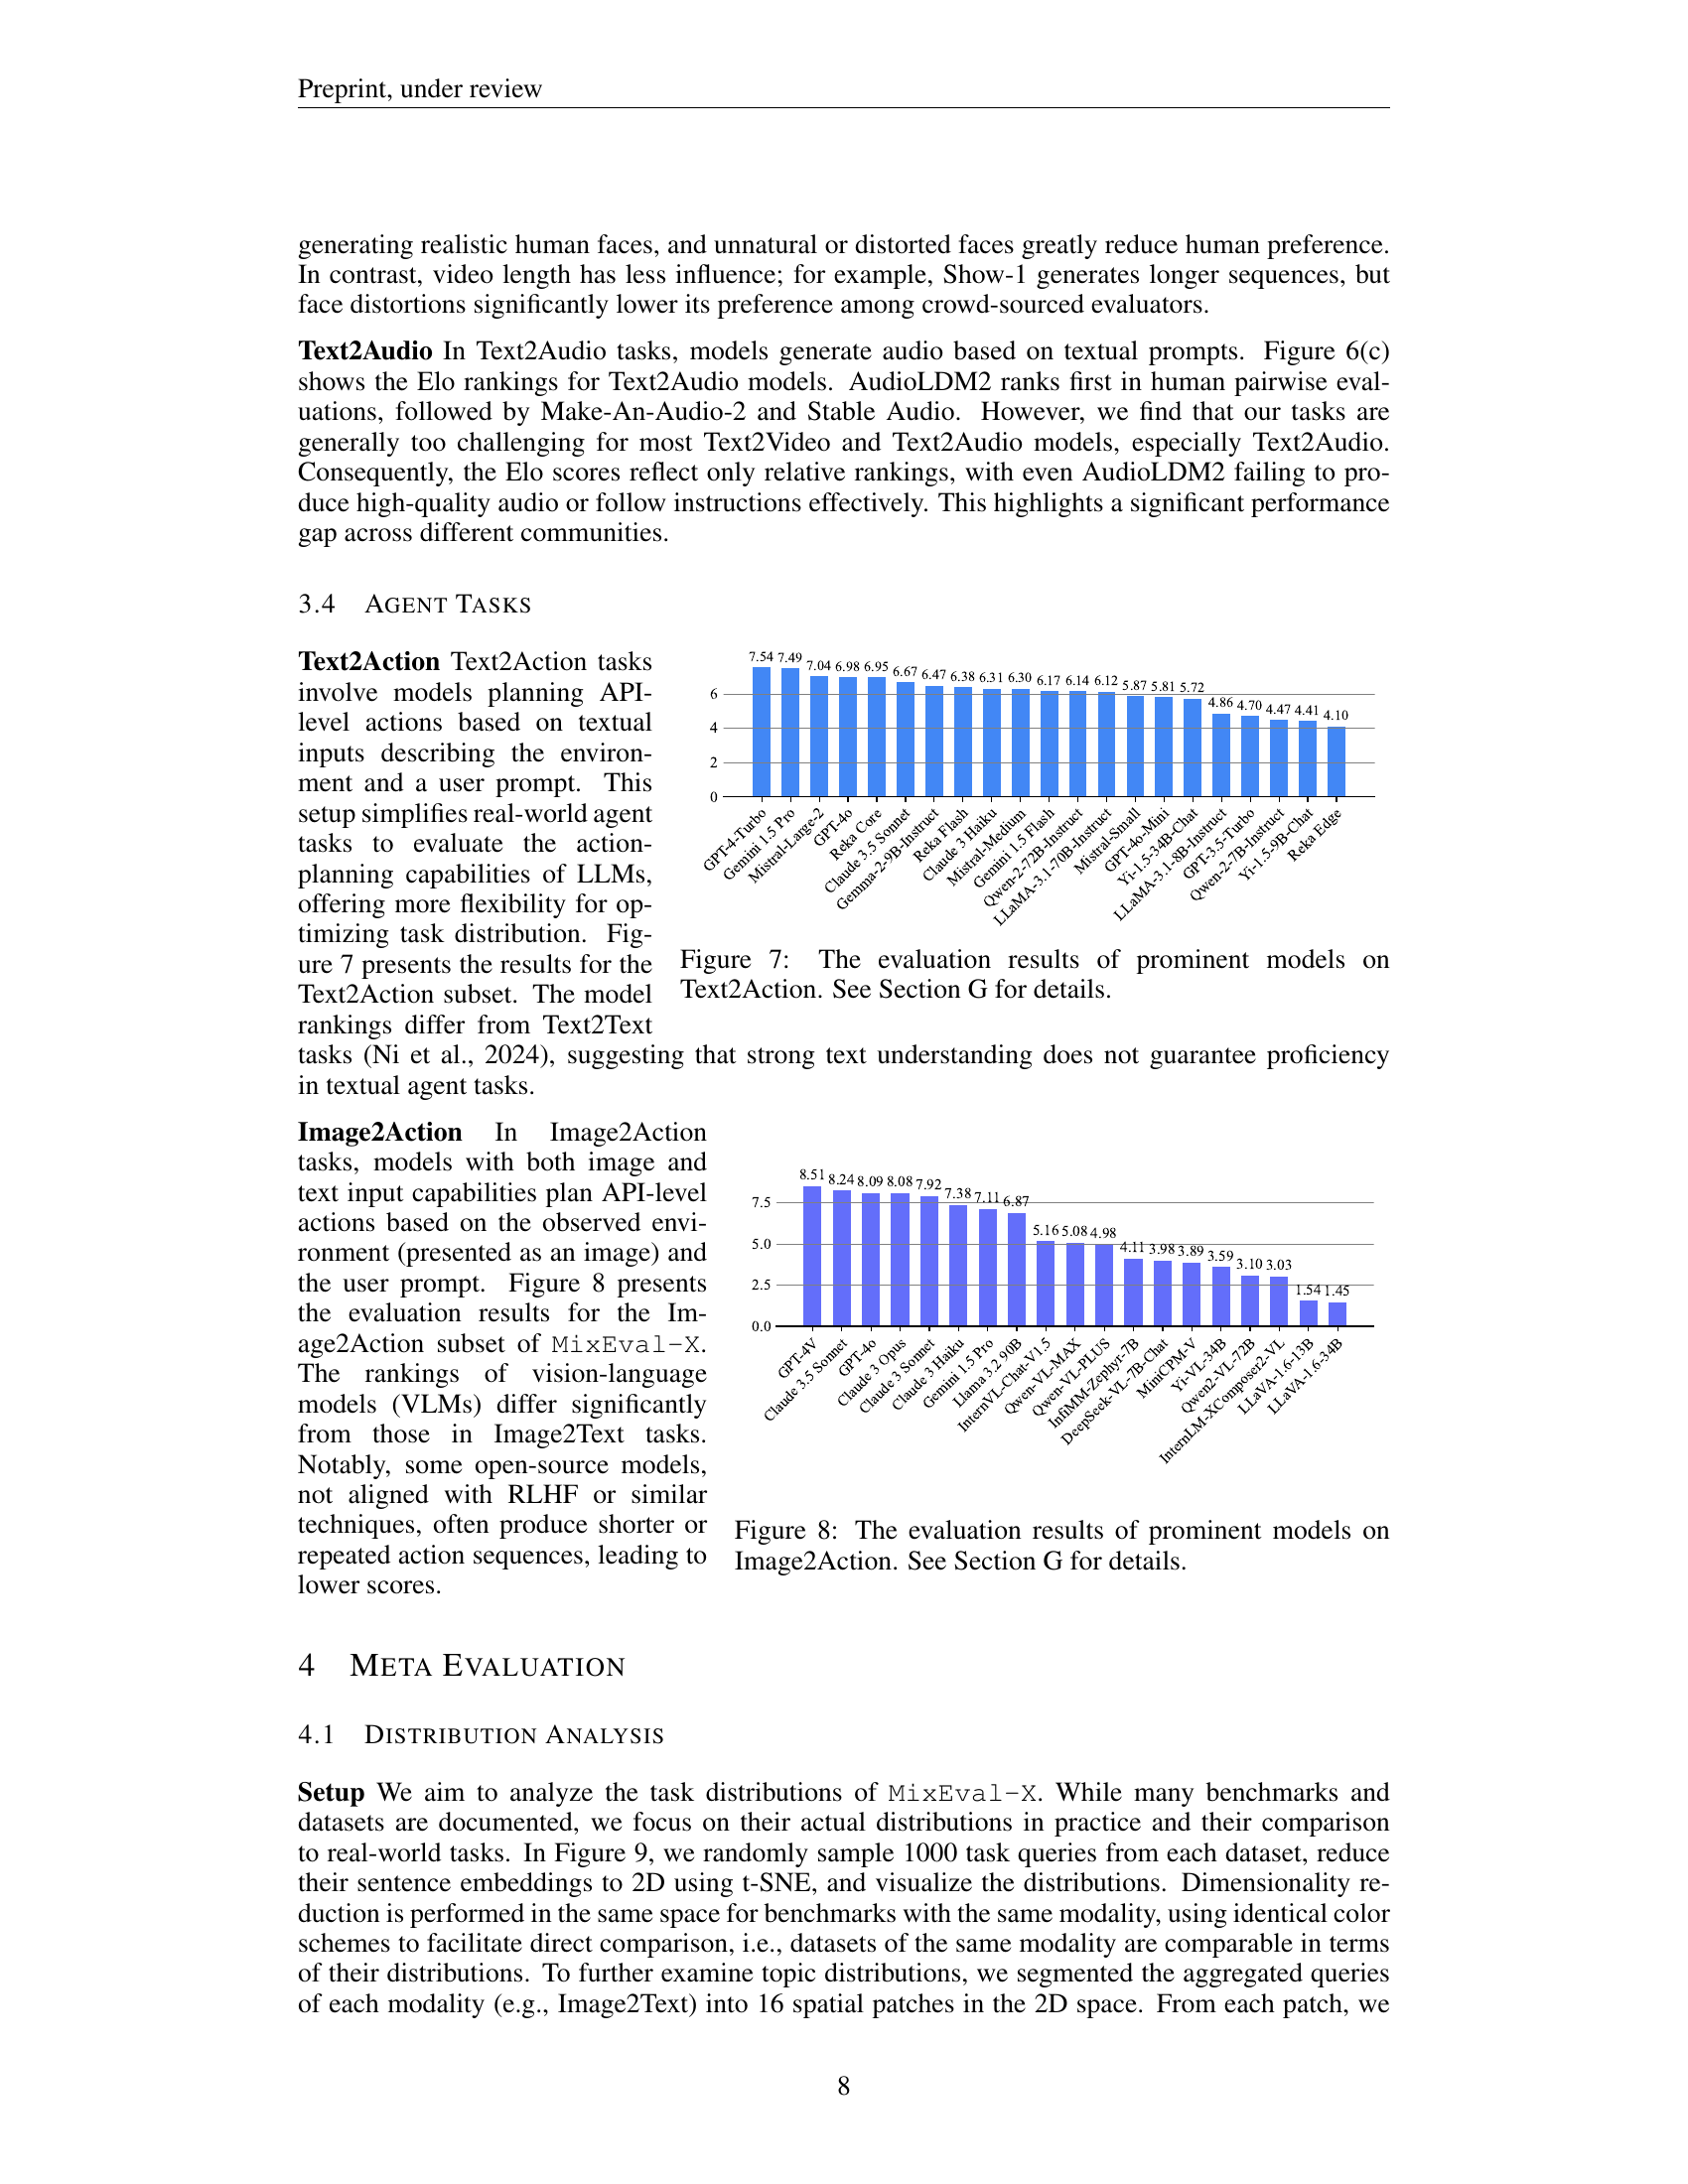 Preprint, under review
generating realistic human faces, and unnatural or distorted faces greatly reduce human preference.
In contrast, video length has less influence; for example, Show-1 generates longer sequences, but
face distortions significantly lower its preference among crowd-sourced evaluators.
Text2Audio In Text2Audio tasks, models generate audio based on textual prompts. Figure 6(c)
shows the Elo rankings for Text2Audio models. AudioLDM2 ranks first in human pairwise eval-
uations, followed by Make-An-Audio-2 and Stable Audio. However, we find that our tasks are
generally too challenging for most Text2Video and Text2Audio models, especially Text2Audio.
Consequently, the Elo scores reflect only relative rankings, with even AudioLDM2 failing to pro-
duce high-quality audio or follow instructions effectively. This highlights a significant performance
gap across different communities.
3.4 AGENT TASKS
Text2Action Text2Action tasks
involve models planning API-
level actions based on textual
inputs describing the environ-
ment and a user prompt. This
setup simplifies real-world agent
tasks to evaluate the action-
planning capabilities of LLMs,
offering more flexibility for op-
timizing task distribution. Fig-
ure 7 presents the results for the
Text2Action subset. The model
rankings differ from Text2Text
7.54 7.49 7.04 6.98 6.95 6.67 6.47 6.38 6.31 6.30 6.17 6.14 6.12 5.87 5.81 5.72 4.86 4.70 4.47 4.41 4.10
6
4
2
0
GPT-4-Turbo
Gemini 1.5 Pro
Mistral-Large-2
GPT-4o
Reka Core
Claude 3.5 Sonnet
Gemma-2-9B-Instruct
Reka Flash
Claude 3 Haiku
Mistral-Medium
Gemini 1.5 Flash
Qwen-2-72B-Instruct
LLaMA-3.1-70B-Instruct
Mistral-Small
GPT-4o-Mini
Yi-1.5-34B-Chat
LLaMA-3.1-8B-Instruct
GPT-3.5-Turbo
Qwen-2-7B-Instruct
Yi-1.5-9B-Chat
Reka Edge
Figure 7: The evaluation results of prominent models on
Text2Action. See Section G for details.
tasks (Ni et al., 2024), suggesting that strong text understanding does not guarantee proficiency
in textual agent tasks.
Image2Action In Image2Action
tasks, models with both image and
text input capabilities plan API-level
actions based on the observed envi-
ronment (presented as an image) and
the user prompt. Figure 8 presents
the evaluation results for the Im-
age2Action subset of MixEval-X.
The rankings of vision-language
models (VLMs) differ significantly
from those in Image2Text tasks.
Notably, some open-source models,
not aligned with RLHF or similar
techniques, often produce shorter or
repeated action sequences, leading to
lower scores.
8.51 8.24 8.09 8.08 7.92 7.38 7.11 6.87 5.16 5.08 4.98 4.11 3.98 3.89 3.59 3.10 3.03 1.54 1.45
7.5
5.0
2.5
0.0
GPT-4V
Claude 3.5 Sonnet
GPT-4o
Claude 3 Opus
Claude 3 Sonnet
Claude 3 Haiku
Gemini 1.5 Pro
Llama 3.2 90B
InternVL-Chat-V1.5
Qwen-VL-MAX
Qwen-VL-PLUS
InfiMM-Zephyr-7B
DeepSeek-VL-7B-Chat
MiniCPM-V
Yi-VL-34B
Qwen2-VL-72B
InternLM-XComposer2-VL
LLaVA-1.6-13B
LLaVA-1.6-34B
Figure 8: The evaluation results of prominent models on
Image2Action. See Section G for details.
4 META EVALUATION
4.1 DISTRIBUTION ANALYSIS
Setup We aim to analyze the task distributions of MixEval-X. While many benchmarks and
datasets are documented, we focus on their actual distributions in practice and their comparison
to real-world tasks. In Figure 9, we randomly sample 1000 task queries from each dataset, reduce
their sentence embeddings to 2D using t-SNE, and visualize the distributions. Dimensionality re-
duction is performed in the same space for benchmarks with the same modality, using identical color
schemes to facilitate direct comparison, i.e., datasets of the same modality are comparable in terms
of their distributions. To further examine topic distributions, we segmented the aggregated queries
of each modality (e.g., Image2Text) into 16 spatial patches in the 2D space. From each patch, we
8